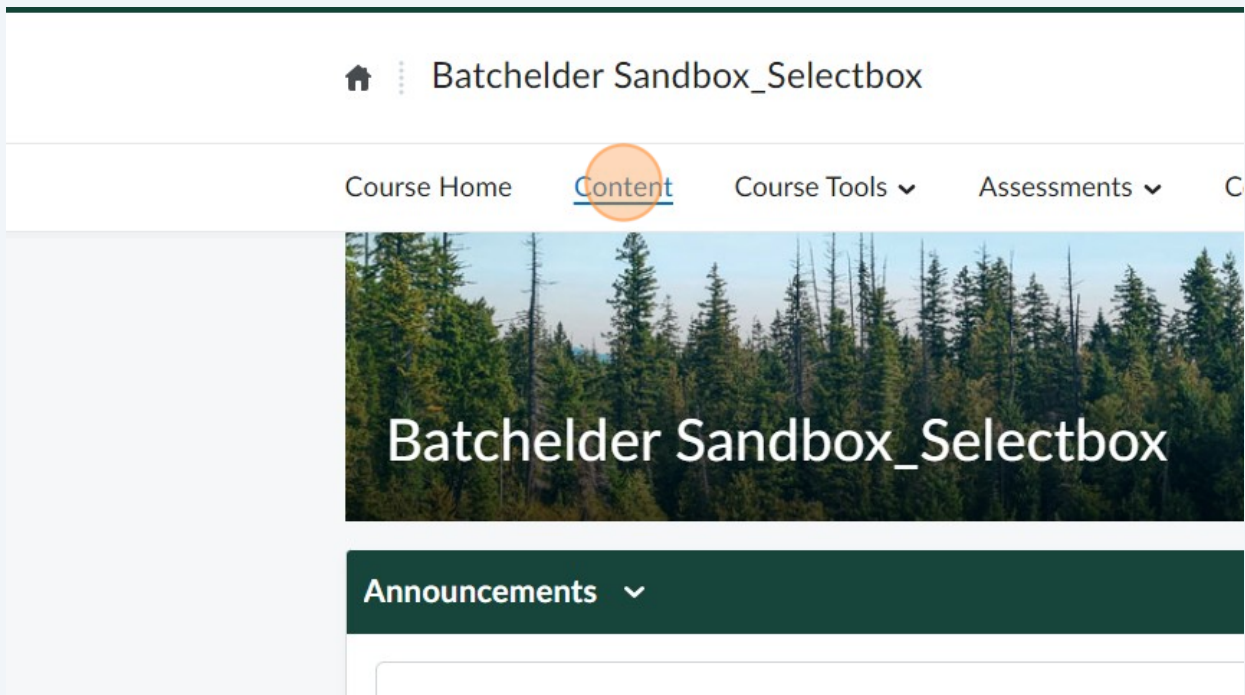 Batchelder Sandbox_Selectbox
Course Home Content Course Tools Assessments
Batchelder Sandbox_Selectbox
Announcements